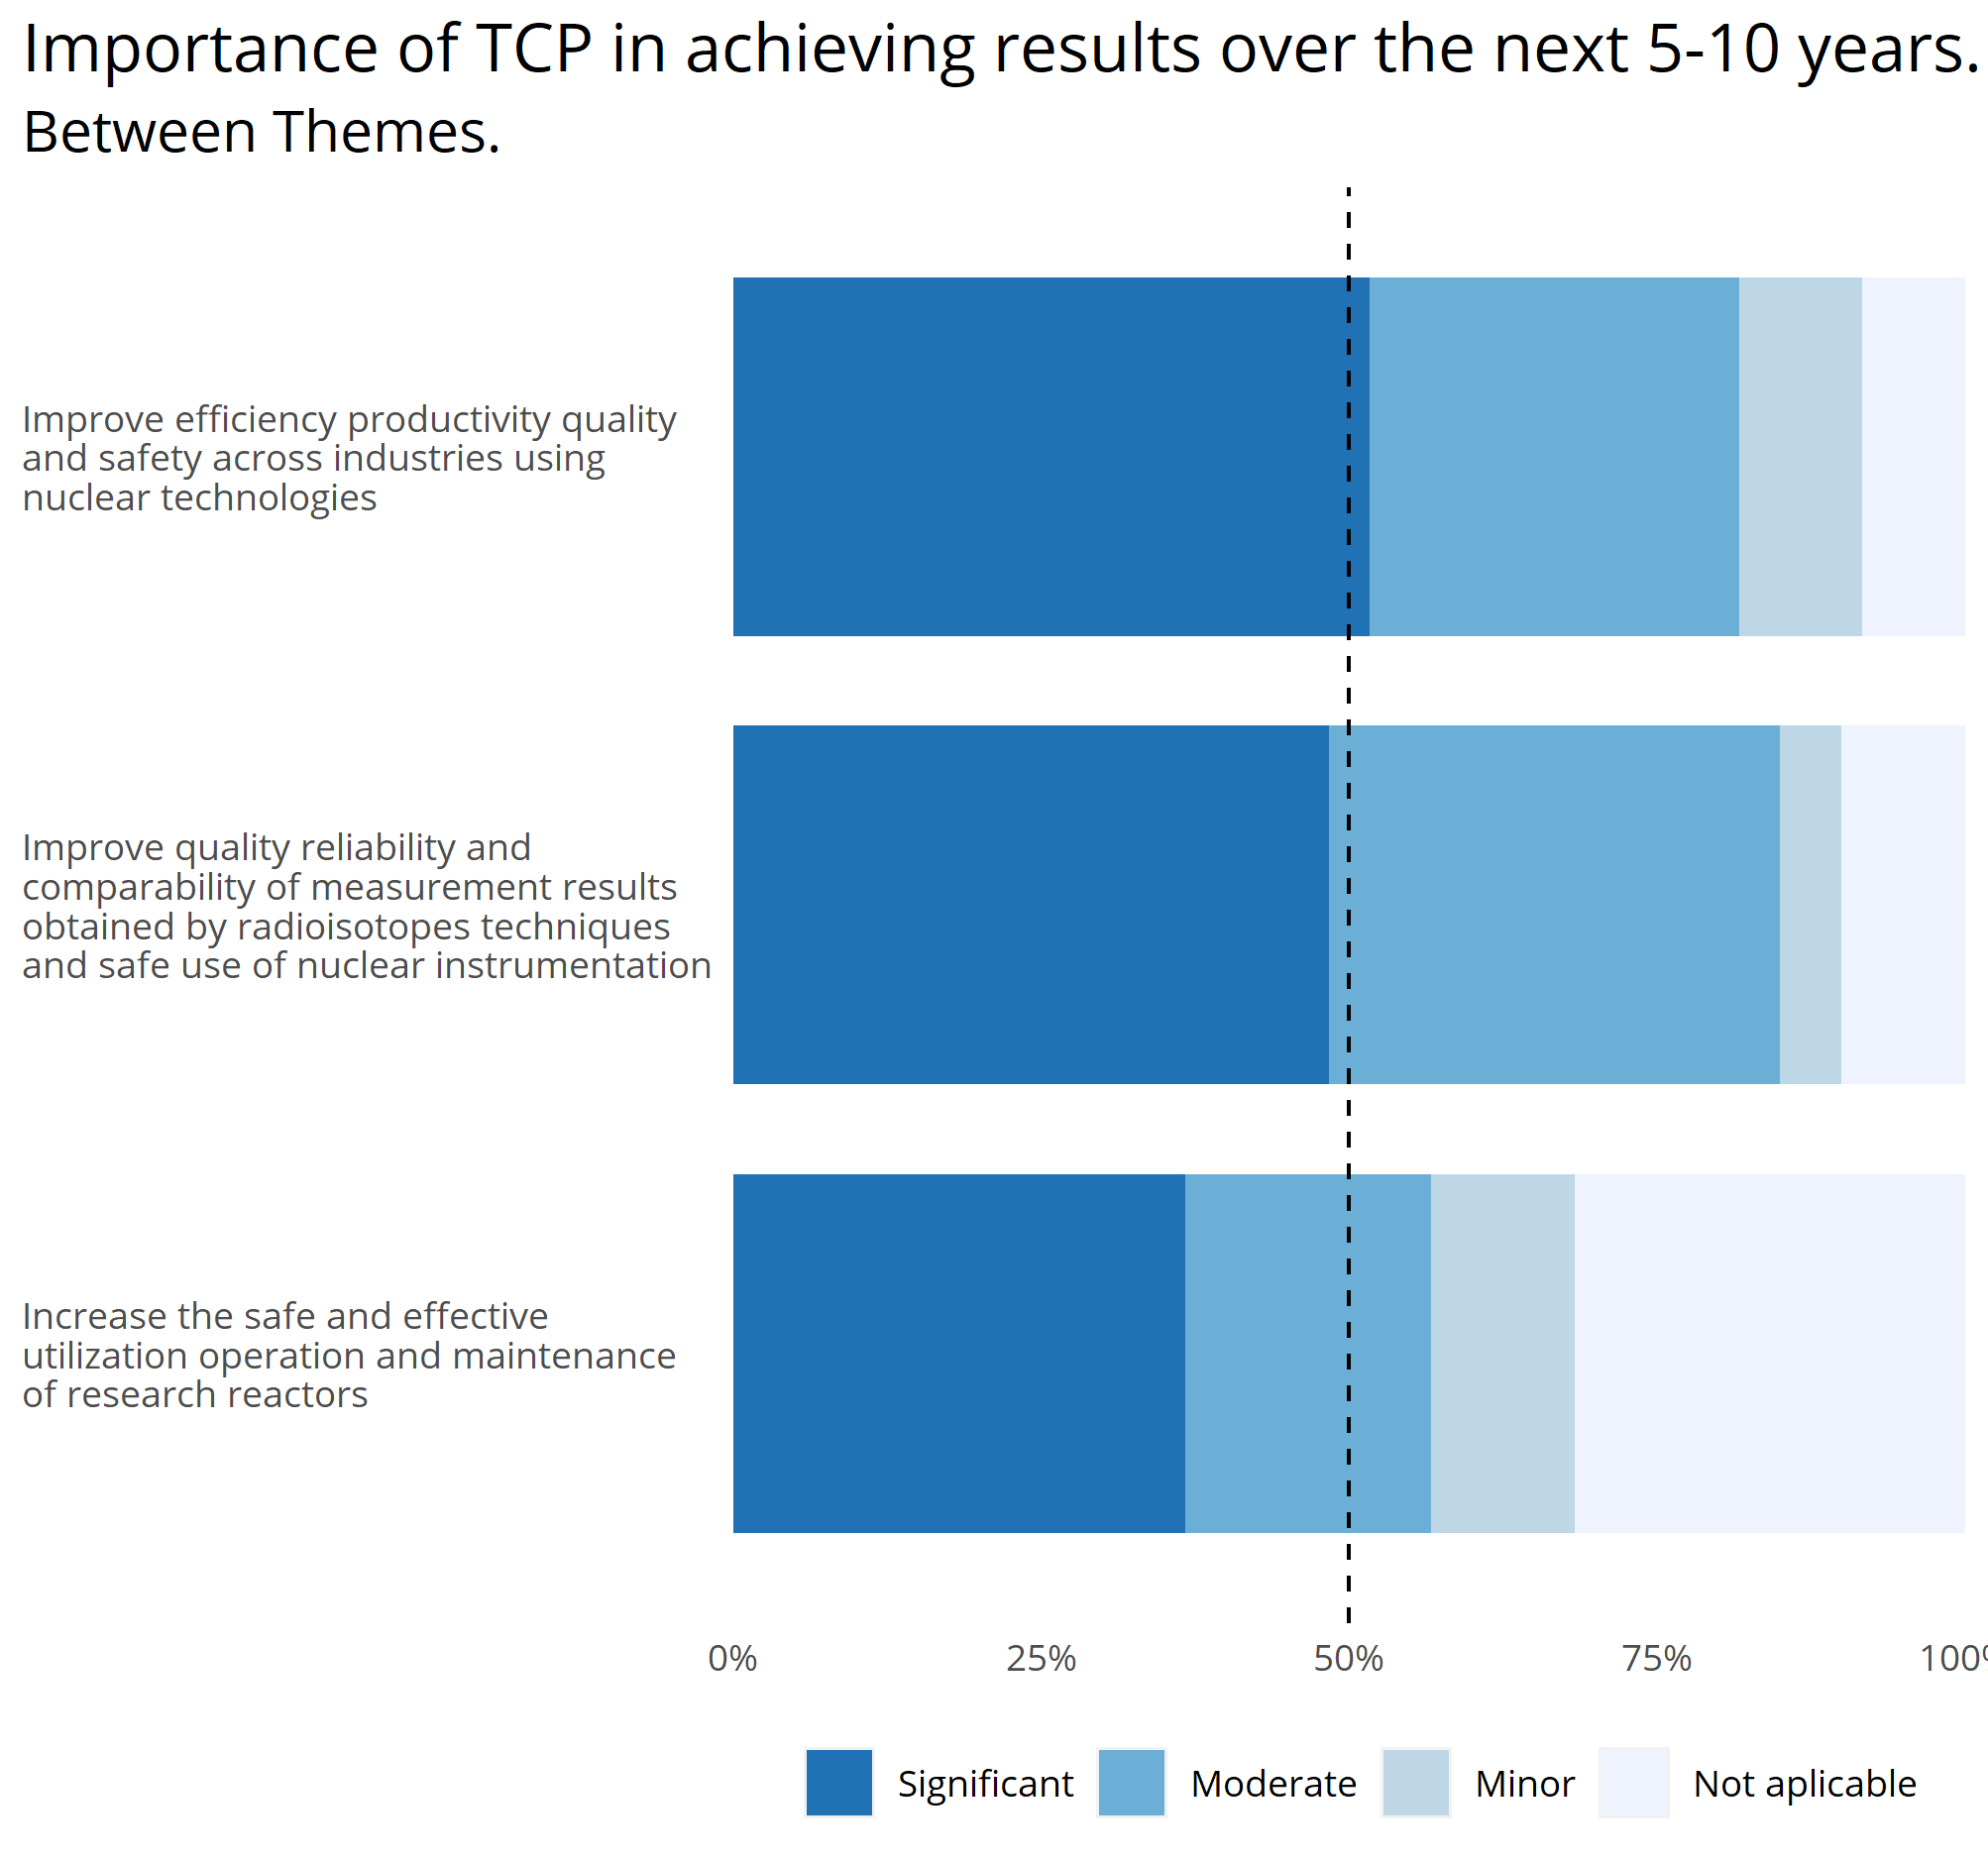 Importance of TCP in achieving results over the next 5-10 years.
Between Themes.
Improve efficiency productivity quality
and safety across industries using
nuclear technologies
Improve quality reliability and
comparability of measurement results
obtained by radioisotopes techniques
and safe use of nuclear instrumentation
Increase the safe and effective
utilization operation and maintenance
of research reactors
0% 25% 50% 75% 100%
Significant Moderate Minor Not aplicable